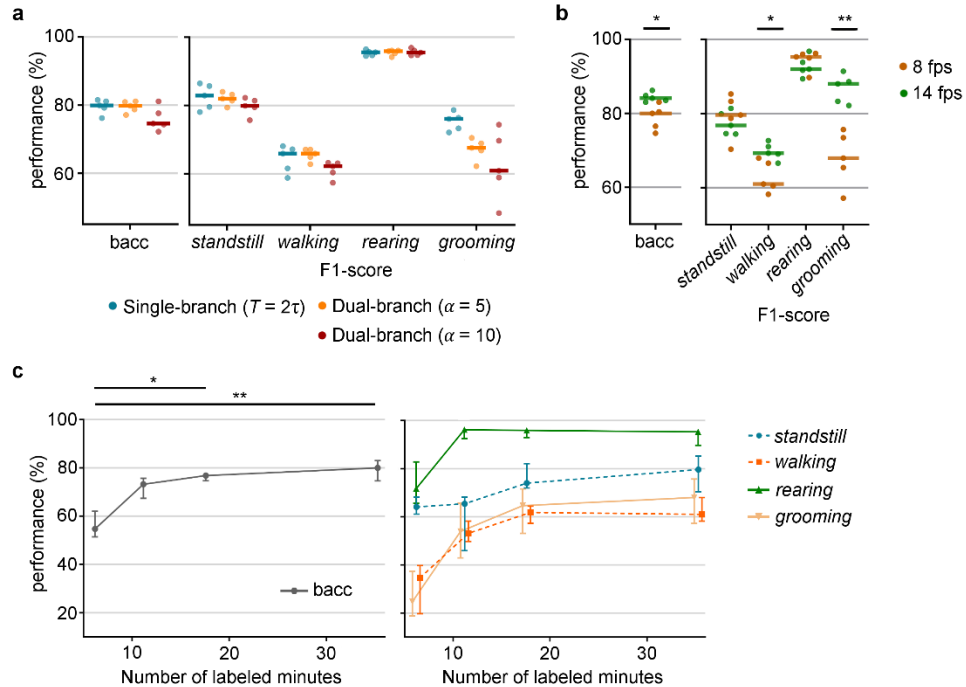 a
performance (%)
100
80
60
bacc
standstill
walking
rearing
grooming
F1-score
Single-branch (T = 2τ)
Dual-branch (α = 5)
Dual-branch (α = 10)
b
*
*
**
performance (%)
100
80
60
bacc
standstill
walking
rearing
grooming
F1-score
8 fps
14 fps
c
*
**
performance (%)
100
80
60
40
20
bacc
10
20
30
Number of labeled minutes
10
20
30
Number of labeled minutes
standstill
walking
rearing
grooming